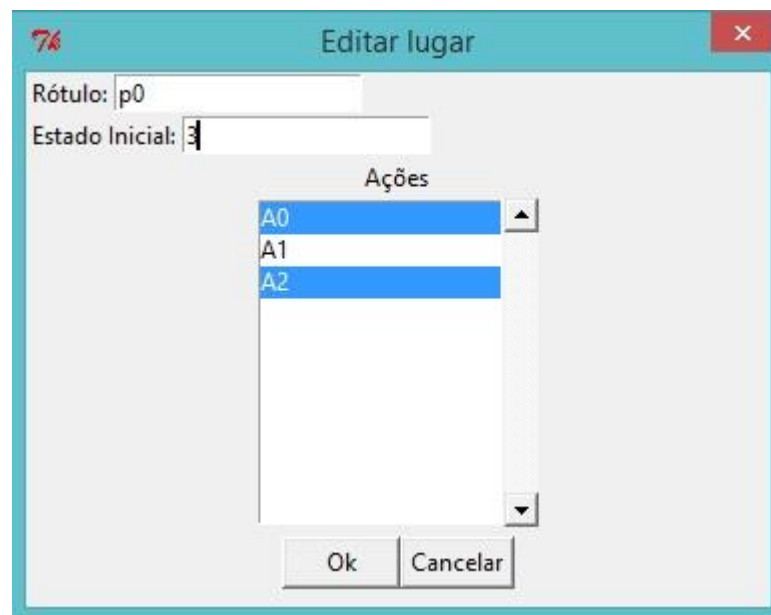 Editar lugar
Rótulo: p0
Estado Inicial: 3
Ações
A0
A1
A2
Ok Cancelar